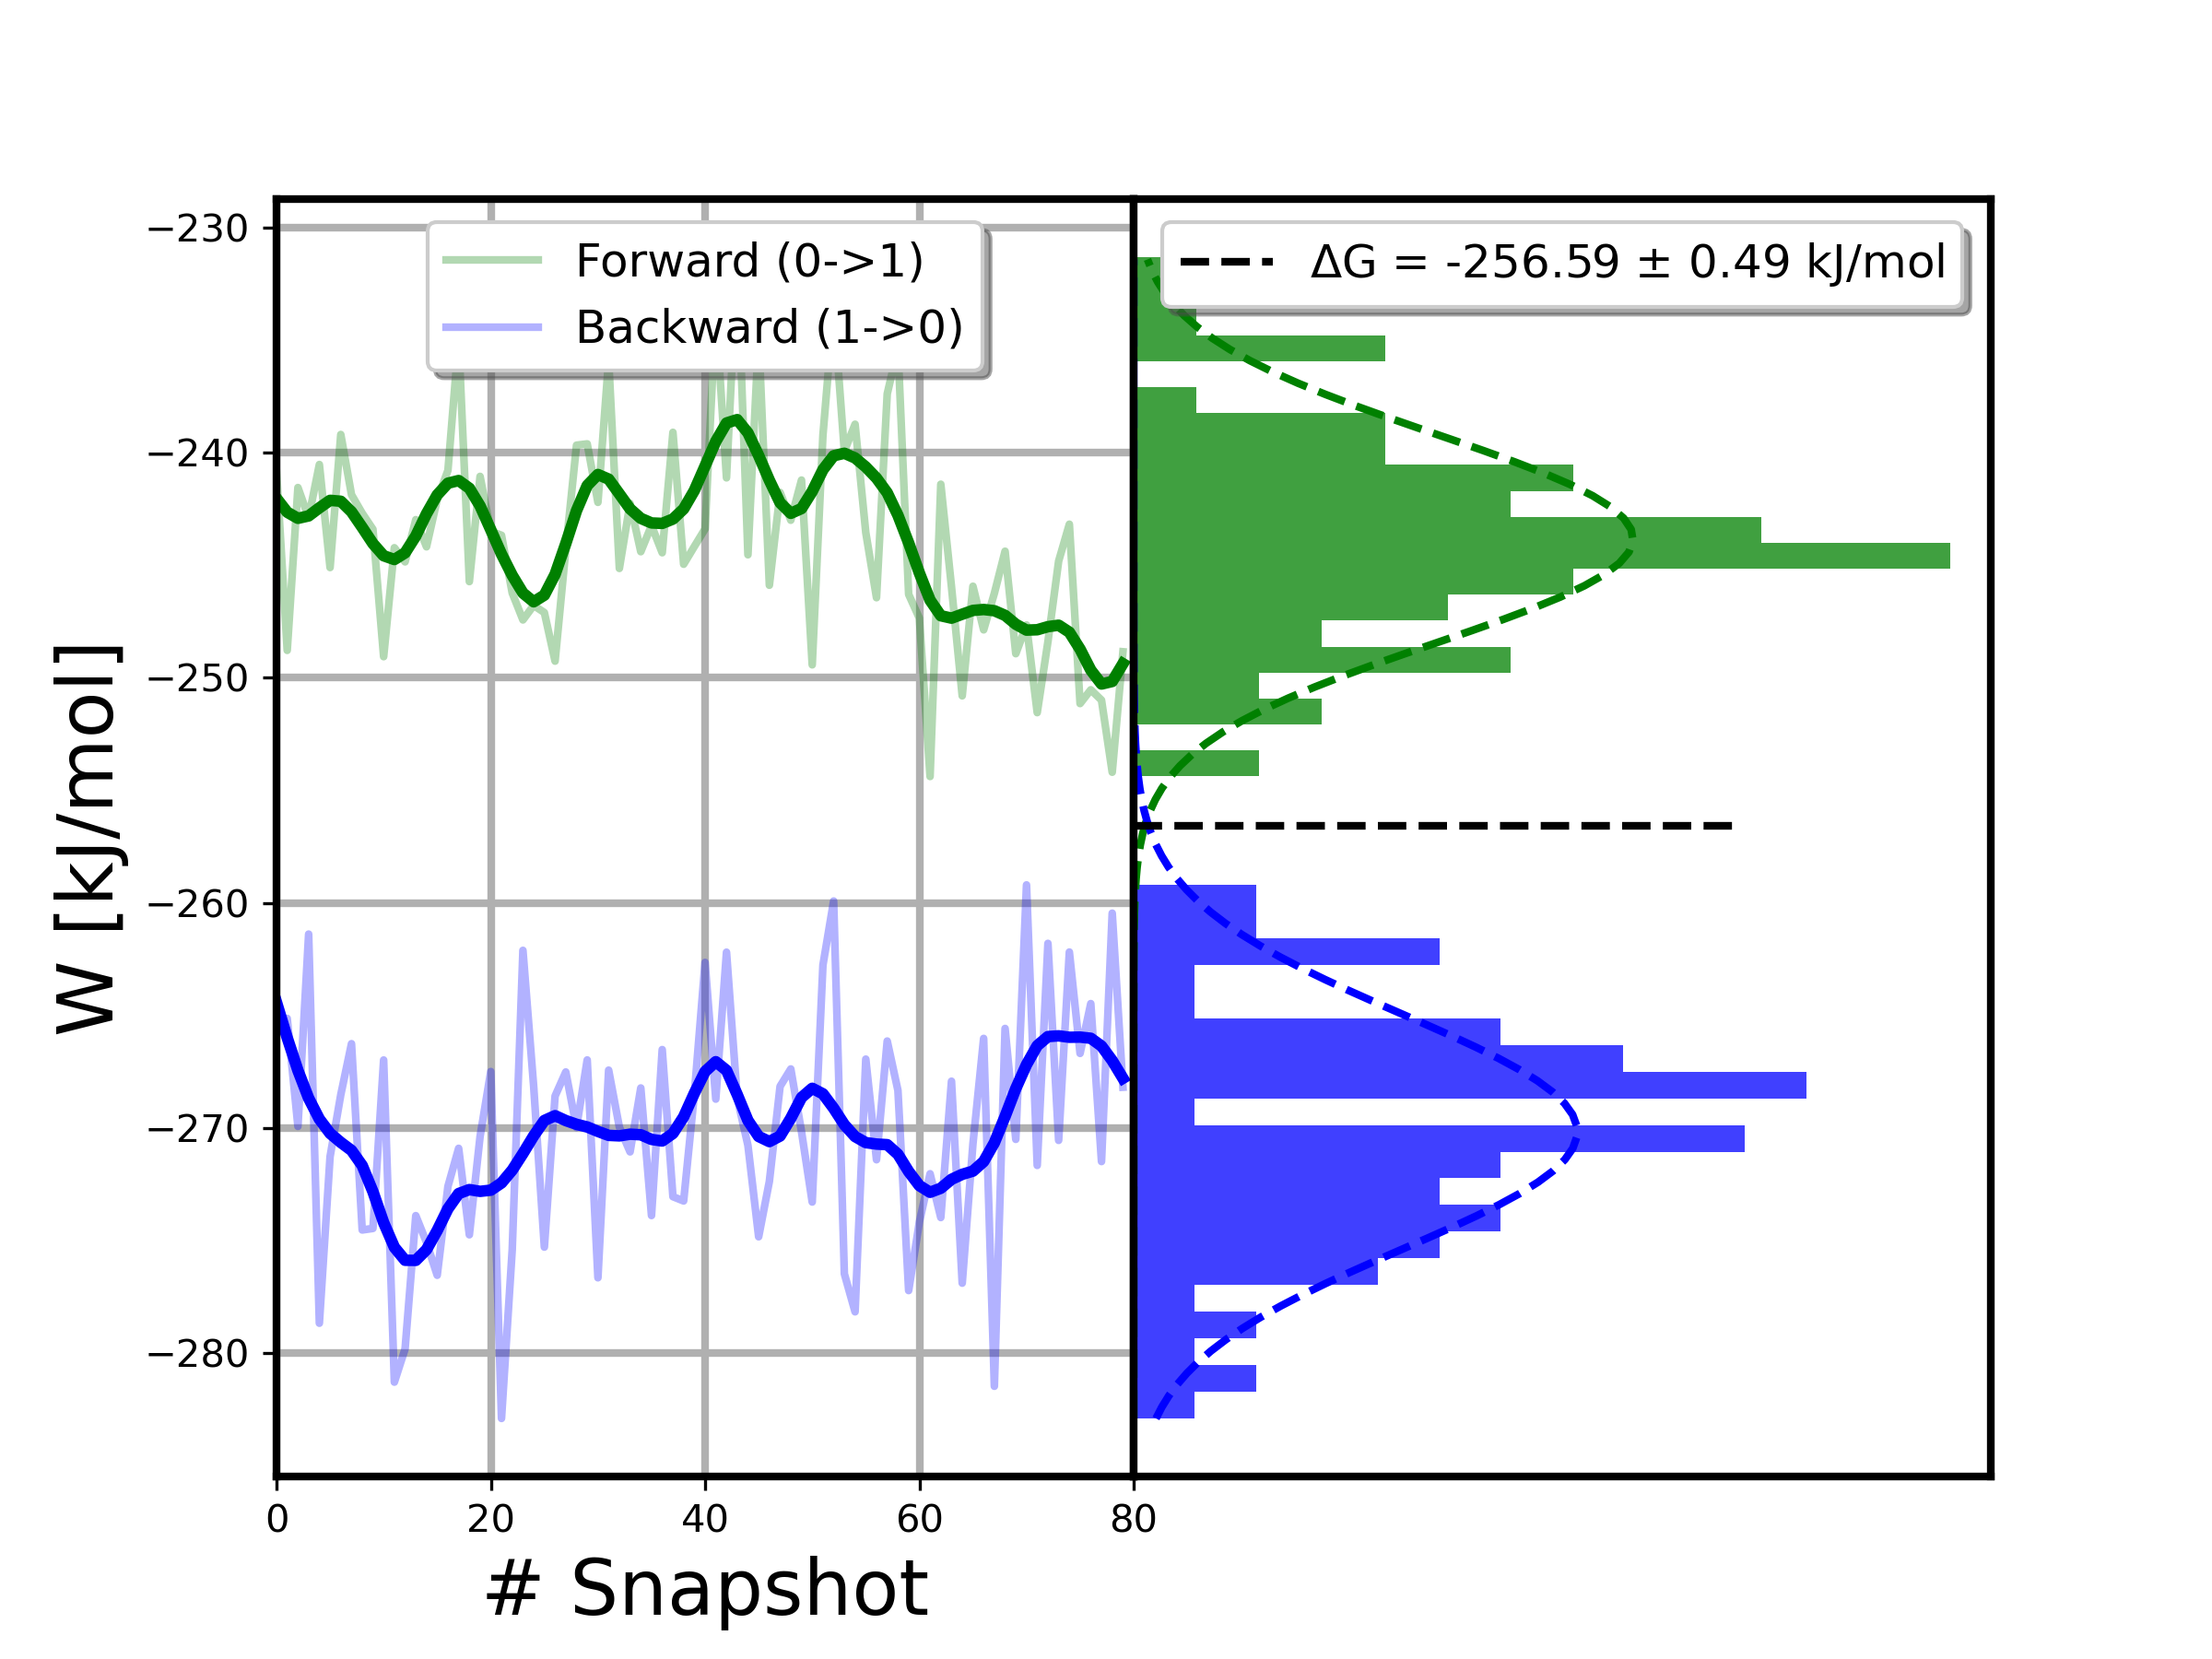 Forward (0->1)
Backward (1->0)
ΔG = -256.59 ± 0.49 kJ/mol
W [kJ/mol]
−230
−240
−250
−260
−270
−280
0 20 40 60 80
# Snapshot